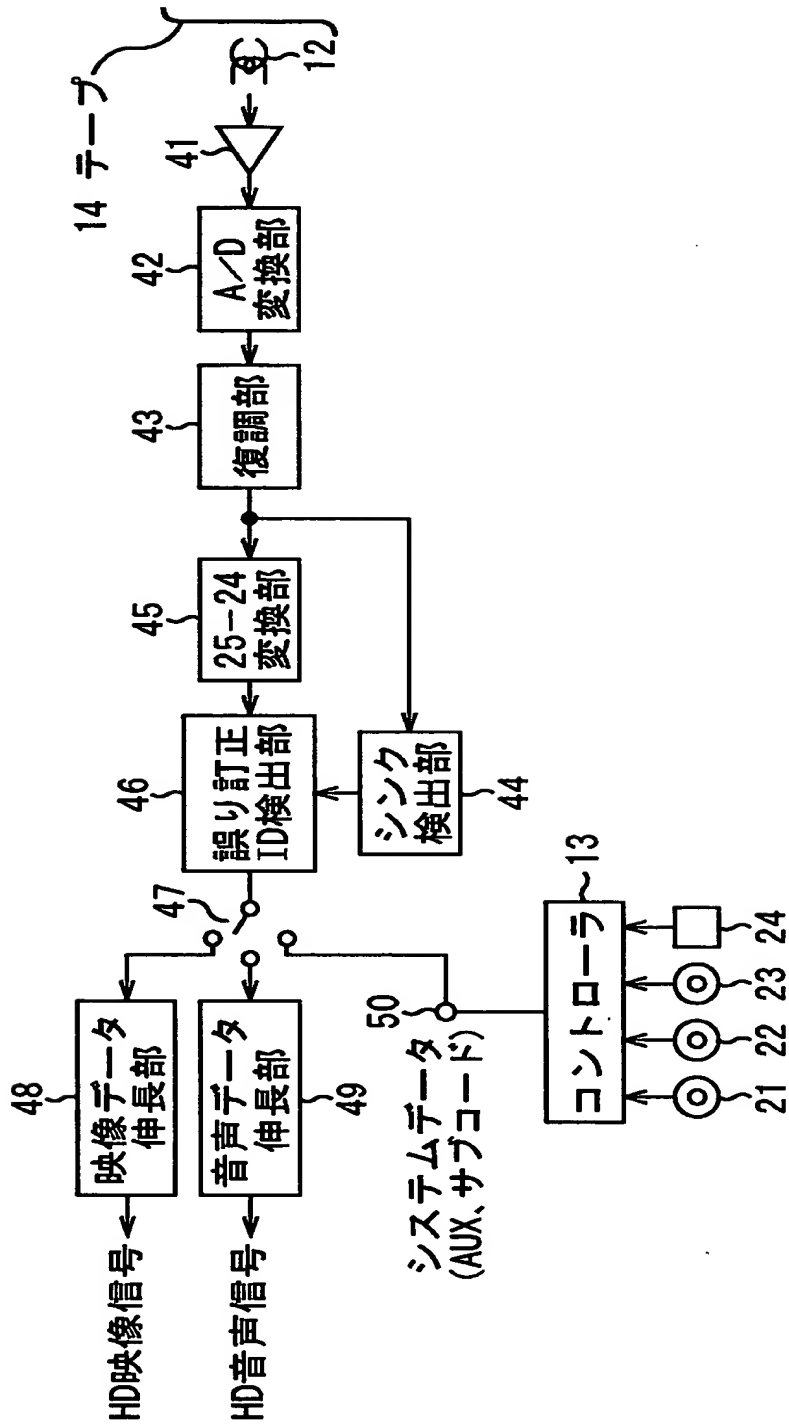 14 テープ
12
41
42
A/D
変換部
43
復調部
45
25-24
変換部
46
誤り訂正
ID検出部
シンク
検出部
44
47
48
映像データ
伸長部
HD映像信号
音声データ
伸長部
49
HD音声信号
50
システムデータ
(AUX、サブコード)
コントローラ
13
21
22
23
24